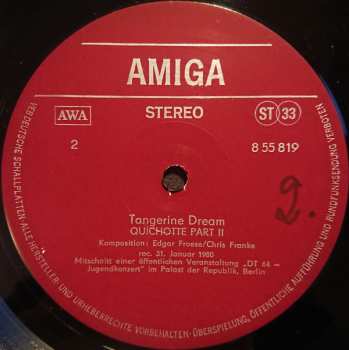 AMIGA
AWA
STEREO
ST 33
2
8 55 819
2.
Tangerine Dream
QUICHOTTE PART II
Komposition: Edgar Froese/Chris Franke
rec. 31. Januar 1980
Mitschnitt einer öffentlichen Veranstaltung „DT 64 –
Jugendkonzert" im Palast der Republik, Berlin
VEB DEUTSCHE SCHALLPLATTEN · ALLE HERSTELLER- UND URHEBERRECHTE VORBEHALTEN · ÜBERSPIELUNG, ÖFFENTLICHE AUFFÜHRUNG UND RUNDFUNKSENDUNG VERBOTEN